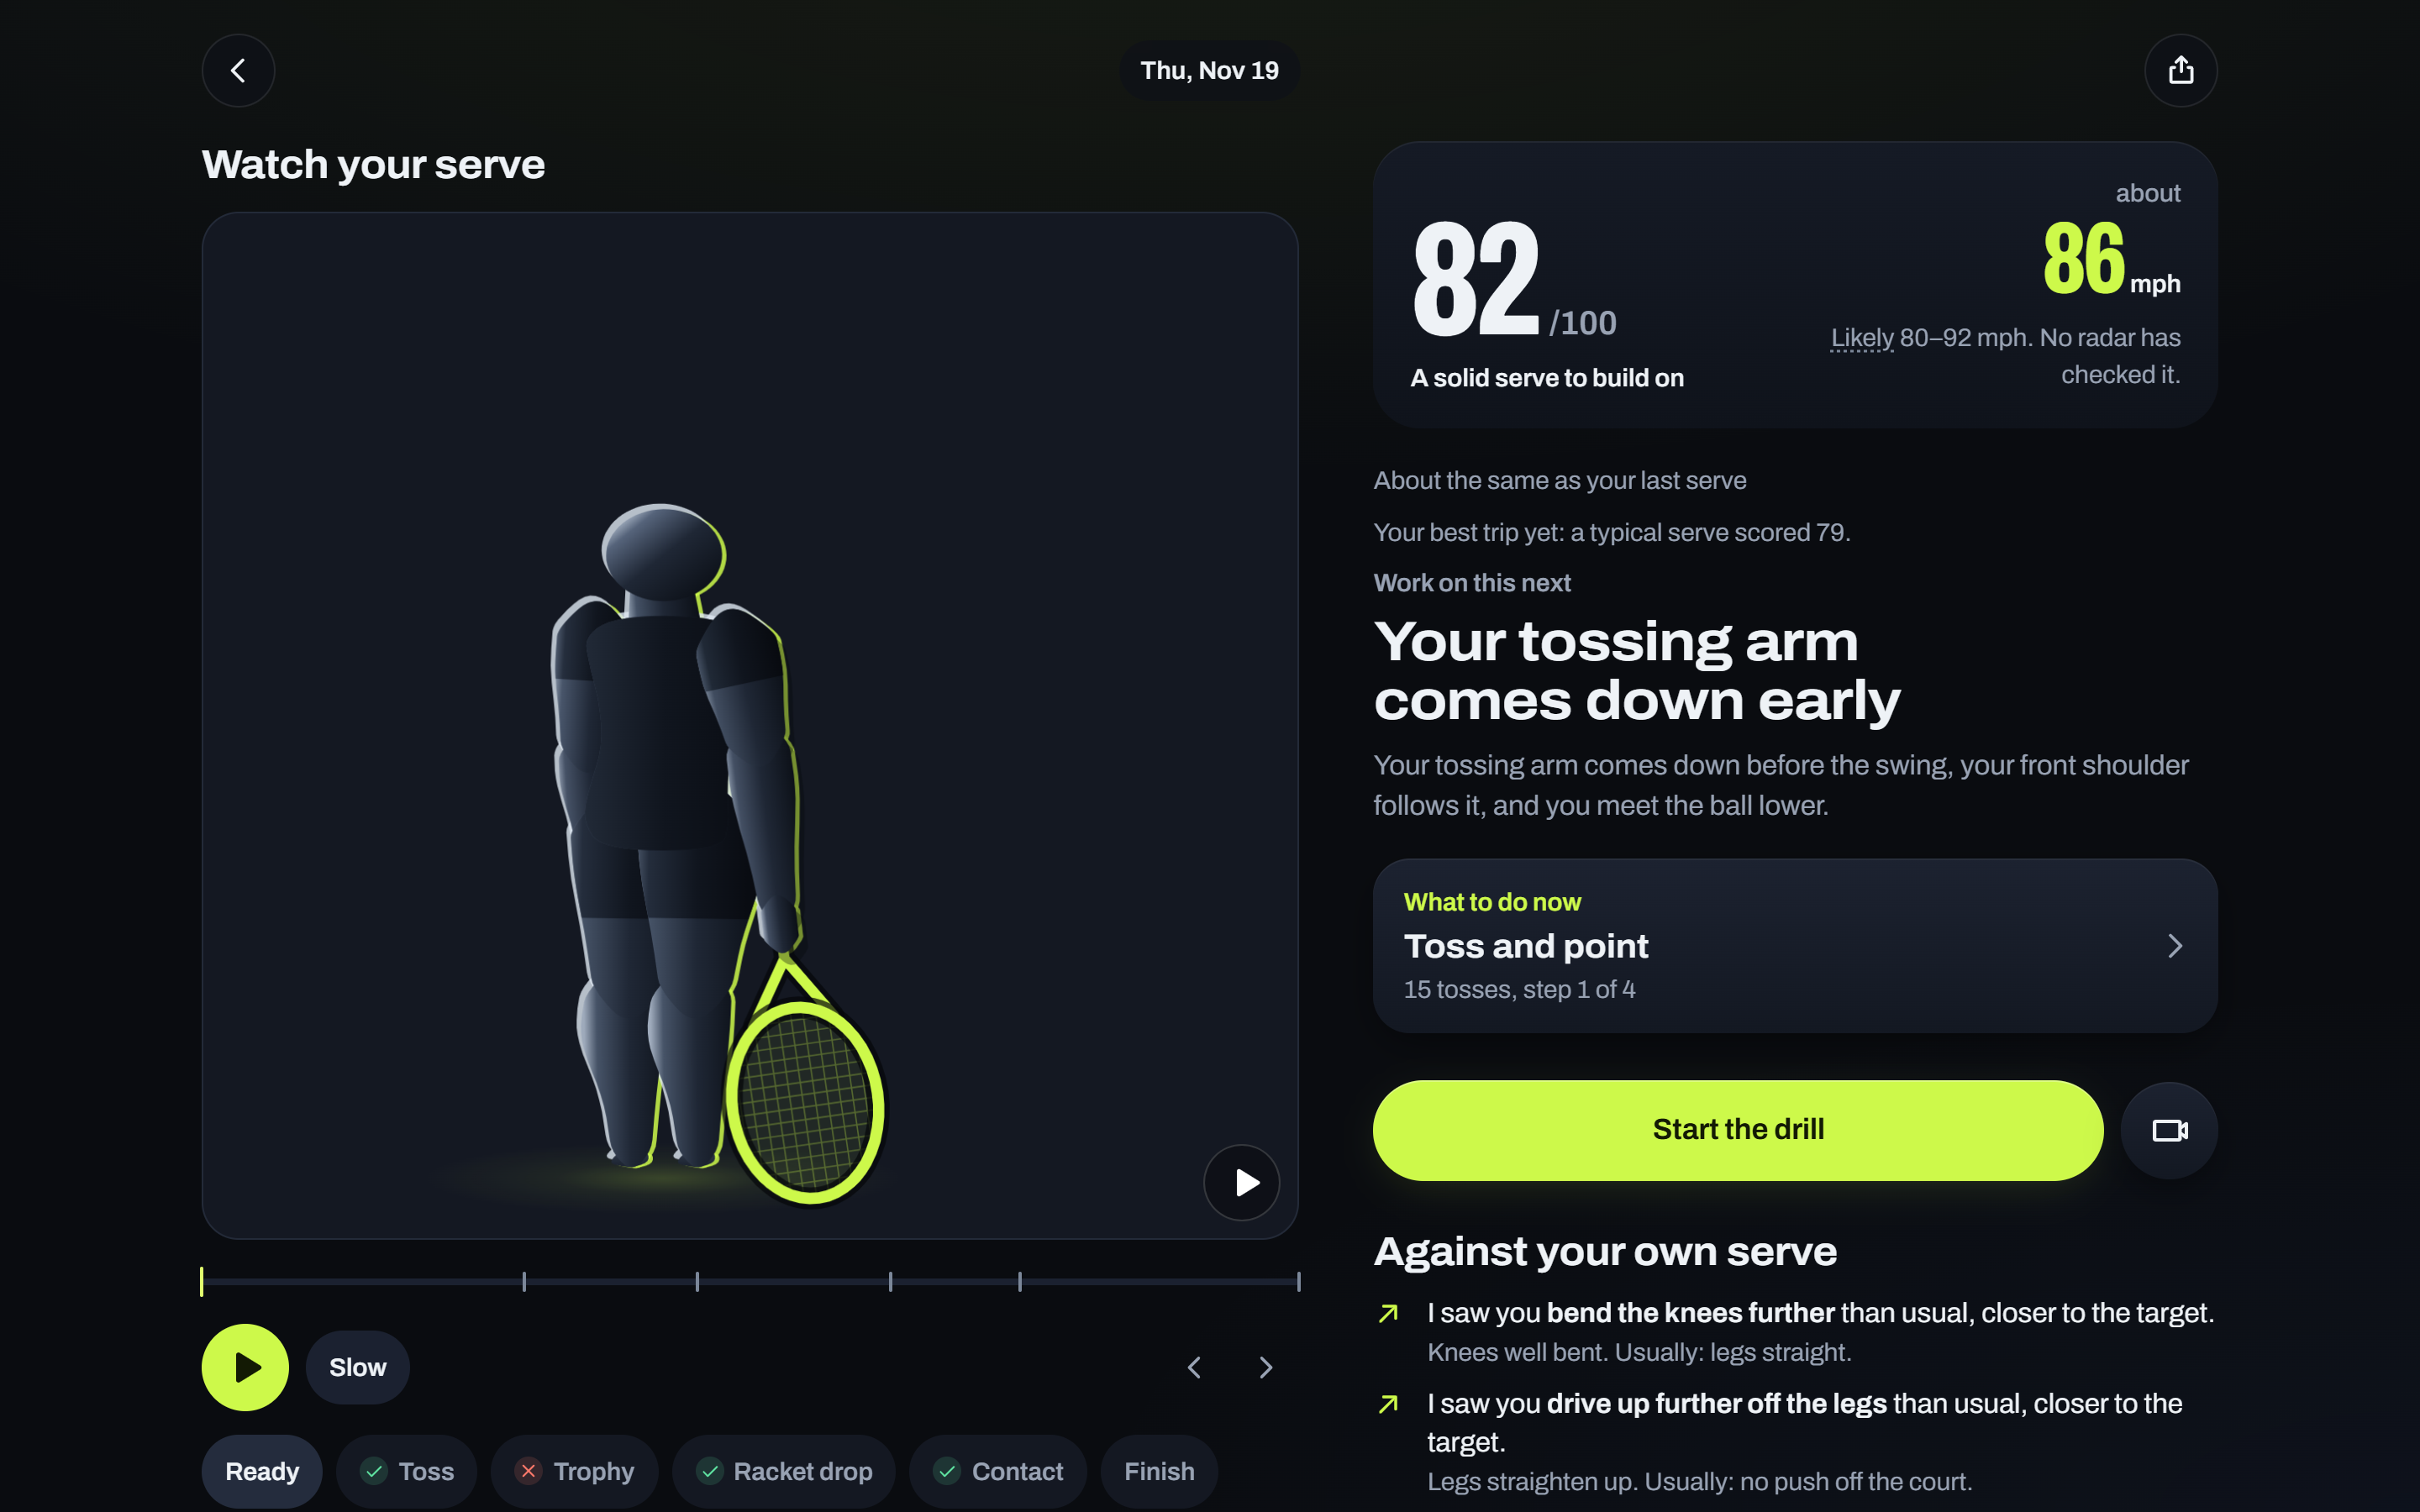 Thu, Nov 19
Watch your serve
82 /100
A solid serve to build on
about
86 mph
Likely 80–92 mph. No radar has
checked it.
About the same as your last serve
Your best trip yet: a typical serve scored 79.
Work on this next
Your tossing arm
comes down early
Your tossing arm comes down before the swing, your front shoulder
follows it, and you meet the ball lower.
What to do now
Toss and point
15 tosses, step 1 of 4
Start the drill
Against your own serve
I saw you bend the knees further than usual, closer to the target.
Knees well bent. Usually: legs straight.
I saw you drive up further off the legs than usual, closer to the
target.
Legs straighten up. Usually: no push off the court.
Slow
Ready Toss Trophy Racket drop Contact Finish